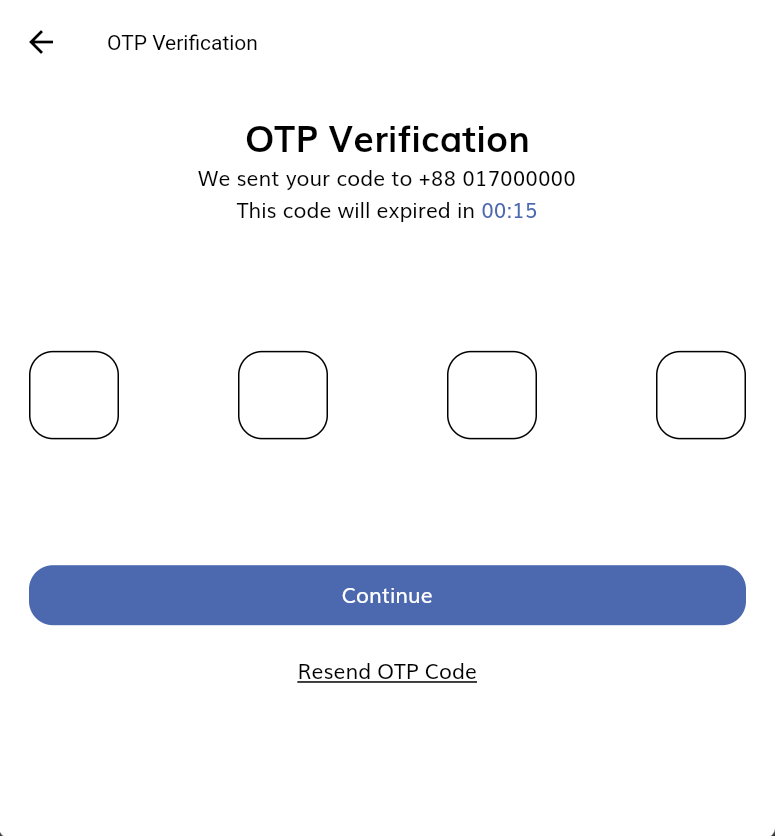 OTP Verification
OTP Verification
We sent your code to +88 017000000
This code will expired in 00:15
Continue
Resend OTP Code